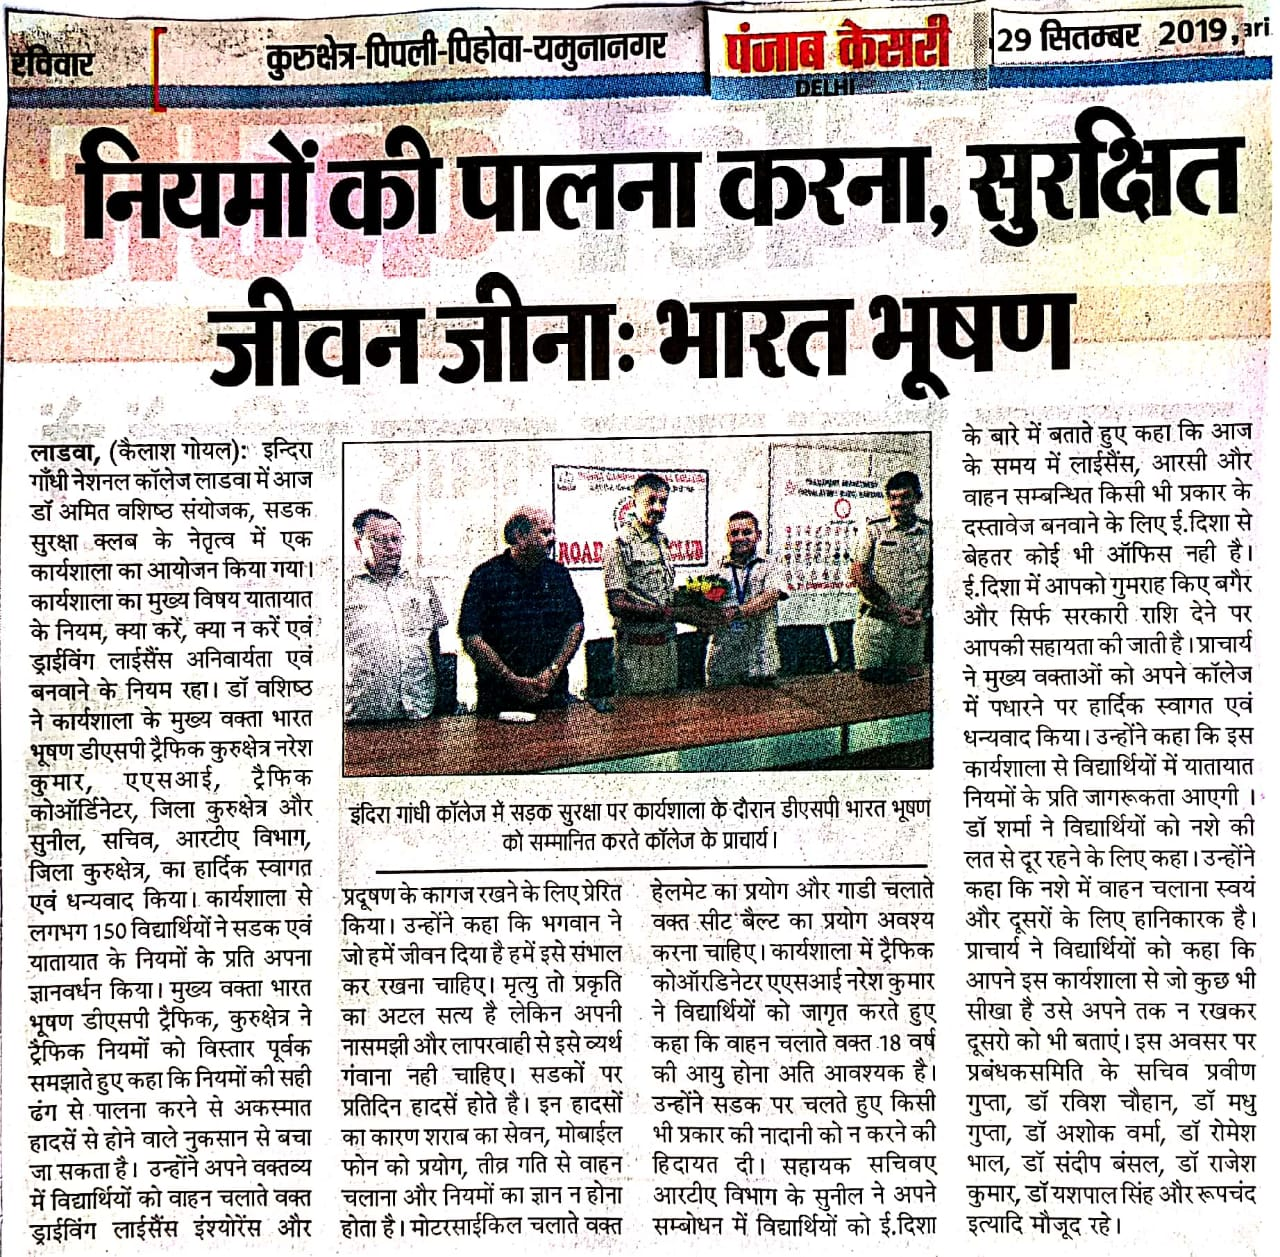 रविवार
कुरुक्षेत्र-पिपली-पिहोवा-यमुनानगर
पंजाब केसरी
DELHI
29 सितम्बर 2019,
ari
नियमों की पालना करना, सुरक्षित
जीवन जीना: भारत भूषण
लाडवा, (कैलाश गोयल): इन्दिरा
गाँधी नेशनल कॉलेज लाडवा में आज
डॉ अमित वशिष्ठ संयोजक, सडक
सुरक्षा क्लब के नेतृत्व में एक
कार्यशाला का आयोजन किया गया।
कार्यशाला का मुख्य विषय यातायात
के नियम, क्या करें, क्या न करें एवं
ड्राईविंग लाईसैंस अनिवार्यता एवं
बनवाने के नियम रहा। डॉ वशिष्ठ
ने कार्यशाला के मुख्य वक्ता भारत
भूषण डीएसपी ट्रैफिक कुरुक्षेत्र नरेश
कुमार, एएसआई, ट्रैफिक
कोऑर्डिनेटर, जिला कुरुक्षेत्र और
सुनील, सचिव, आरटीए विभाग,
जिला कुरुक्षेत्र, का हार्दिक स्वागत
एवं धन्यवाद किया। कार्यशाला से
लगभग 150 विद्यार्थियों ने सडक एवं
यातायात के नियमों के प्रति अपना
ज्ञानवर्धन किया। मुख्य वक्ता भारत
भूषण डीएसपी ट्रैफिक, कुरुक्षेत्र ने
ट्रैफिक नियमों को विस्तार पूर्वक
समझाते हुए कहा कि नियमों की सही
ढंग से पालना करने से अकस्मात
हादसें से होने वाले नुकसान से बचा
जा सकता है। उन्होंने अपने वक्तव्य
में विद्यार्थियों को वाहन चलाते वक्त
ड्राईविंग लाईसैंस इंश्योरेंस और
ROAD CLUB
इंदिरा गांधी कॉलेज में सड़क सुरक्षा पर कार्यशाला के दौरान डीएसपी भारत भूषण
को सम्मानित करते कॉलेज के प्राचार्य।
प्रदूषण के कागज रखने के लिए प्रेरित
किया। उन्होंने कहा कि भगवान ने
जो हमें जीवन दिया है हमें इसे संभाल
कर रखना चाहिए। मृत्यु तो प्रकृति
का अटल सत्य है लेकिन अपनी
नासमझी और लापरवाही से इसे व्यर्थ
गंवाना नही चाहिए। सडकों पर
प्रतिदिन हादसें होते है। इन हादसों
का कारण शराब का सेवन, मोबाईल
फोन को प्रयोग, तीव्र गति से वाहन
चलाना और नियमों का ज्ञान न होना
होता है। मोटरसाईकिल चलाते वक्त
हेलमेट का प्रयोग और गाडी चलाते
वक्त सीट बैल्ट का प्रयोग अवश्य
करना चाहिए। कार्यशाला में ट्रैफिक
कोऑरडिनेटर एएसआई नरेश कुमार
ने विद्यार्थियों को जागृत करते हुए
कहा कि वाहन चलाते वक्त 18 वर्ष
की आयु होना अति आवश्यक है।
उन्होंने सडक पर चलते हुए किसी
भी प्रकार की नादानी को न करने की
हिदायत दी। सहायक सचिवए
आरटीए विभाग के सुनील ने अपने
सम्बोधन में विद्यार्थियों को ई.दिशा
के बारे में बताते हुए कहा कि आज
के समय में लाईसैंस, आरसी और
वाहन सम्बन्धित किसी भी प्रकार के
दस्तावेज बनवाने के लिए ई.दिशा से
बेहतर कोई भी ऑफिस नही है।
ई.दिशा में आपको गुमराह किए बगैर
और सिर्फ सरकारी राशि देने पर
आपकी सहायता की जाती है। प्राचार्य
ने मुख्य वक्ताओं को अपने कॉलेज
में पधारने पर हार्दिक स्वागत एवं
धन्यवाद किया। उन्होंने कहा कि इस
कार्यशाला से विद्यार्थियों में यातायात
नियमों के प्रति जागरूकता आएगी ।
डॉ शर्मा ने विद्यार्थियों को नशे की
लत से दूर रहने के लिए कहा। उन्होंने
कहा कि नशे में वाहन चलाना स्वयं
और दूसरों के लिए हानिकारक है।
प्राचार्य ने विद्यार्थियों को कहा कि
आपने इस कार्यशाला से जो कुछ भी
सीखा है उसे अपने तक न रखकर
दूसरो को भी बताएं। इस अवसर पर
प्रबंधकसमिति के सचिव प्रवीण
गुप्ता, डॉ रविश चौहान, डॉ मधु
गुप्ता, डॉ अशोक वर्मा, डॉ रोमेश
भाल, डॉ संदीप बंसल, डॉ राजेश
कुमार, डॉ यशपाल सिंह और रूपचंद
इत्यादि मौजूद रहे।